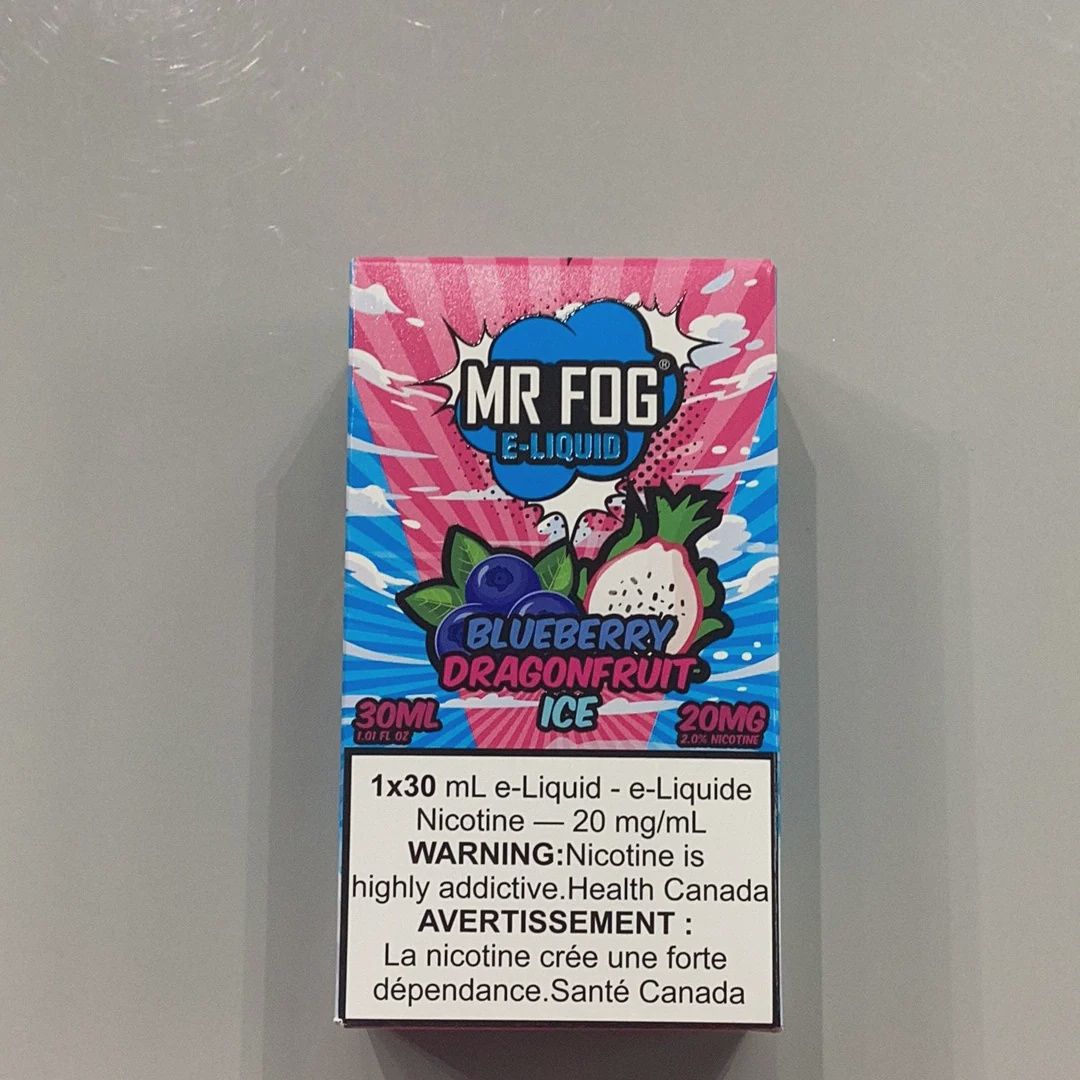 MR FOG®
E-LIQUID
BLUEBERRY
DRAGONFRUIT
ICE
30ML
1.01 FL OZ
20MG
2.0% NICOTINE
1x30 mL e-Liquid - e-Liquide
Nicotine — 20 mg/mL
WARNING:Nicotine is
highly addictive.Health Canada
AVERTISSEMENT :
La nicotine crée une forte
dépendance.Santé Canada